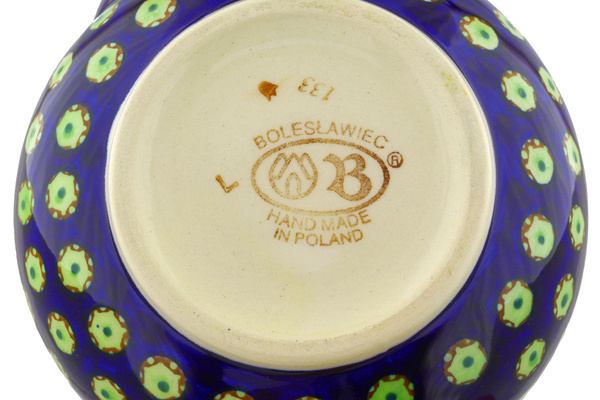 133
BOLESŁAWIEC
B ®
L
HAND MADE
IN POLAND